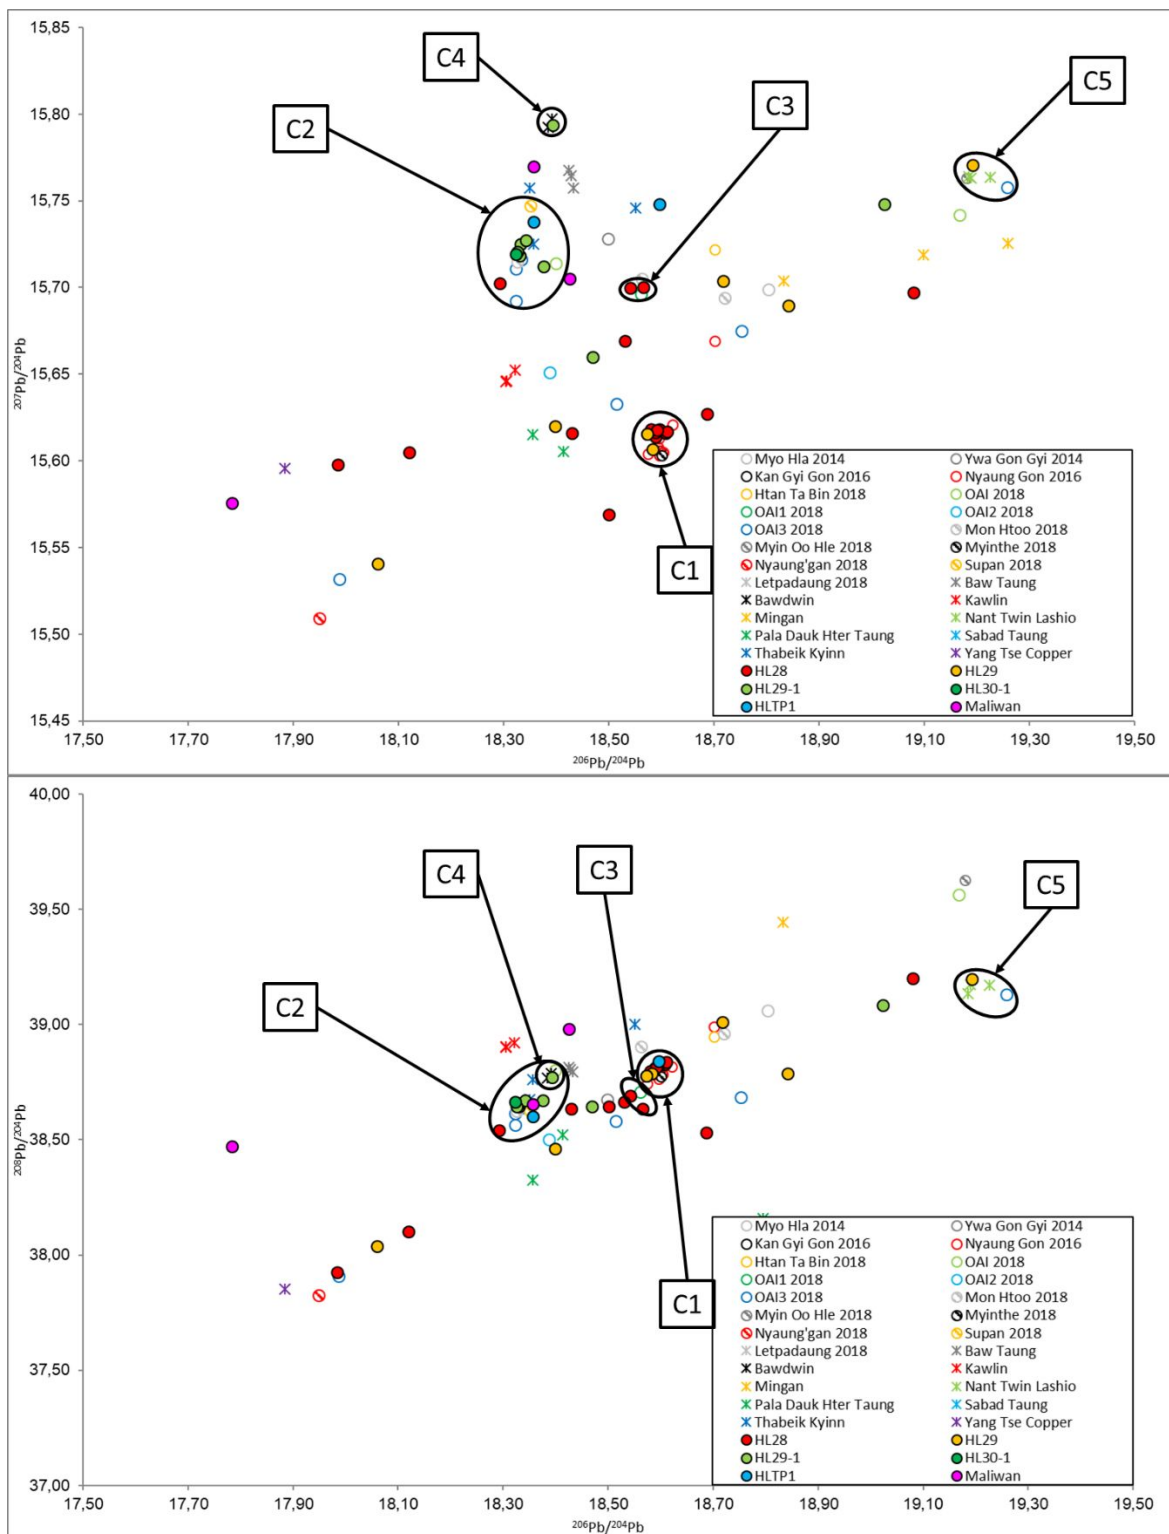 15,85
15,80
15,75
15,70
15,65
15,60
15,55
15,50
15,45
207Pb/204Pb
C4
C2
C3
C5
C1
Myo Hla 2014 Ywa Gon Gyi 2014
Kan Gyi Gon 2016 Nyaung Gon 2016
Htan Ta Bin 2018 OAI 2018
OAI1 2018 OAI2 2018
OAI3 2018 Mon Htoo 2018
Myin Oo Hle 2018 Myinthe 2018
Nyaung'gan 2018 Supan 2018
Letpadaung 2018 Baw Taung
Bawdwin Kawlin
Mingan Nant Twin Lashio
Pala Dauk Hter Taung Sabad Taung
Thabeik Kyinn Yang Tse Copper
HL28 HL29
HL29-1 HL30-1
HLTP1 Maliwan
17,50 17,70 17,90 18,10 18,30 18,50 18,70 18,90 19,10 19,30 19,50
206Pb/204Pb
40,00
39,50
39,00
38,50
38,00
37,50
37,00
208Pb/204Pb
C4
C3
C5
C2
C1
Myo Hla 2014 Ywa Gon Gyi 2014
Kan Gyi Gon 2016 Nyaung Gon 2016
Htan Ta Bin 2018 OAI 2018
OAI1 2018 OAI2 2018
OAI3 2018 Mon Htoo 2018
Myin Oo Hle 2018 Myinthe 2018
Nyaung'gan 2018 Supan 2018
Letpadaung 2018 Baw Taung
Bawdwin Kawlin
Mingan Nant Twin Lashio
Pala Dauk Hter Taung Sabad Taung
Thabeik Kyinn Yang Tse Copper
HL28 HL29
HL29-1 HL30-1
HLTP1 Maliwan
17,50 17,70 17,90 18,10 18,30 18,50 18,70 18,90 19,10 19,30 19,50
206Pb/204Pb